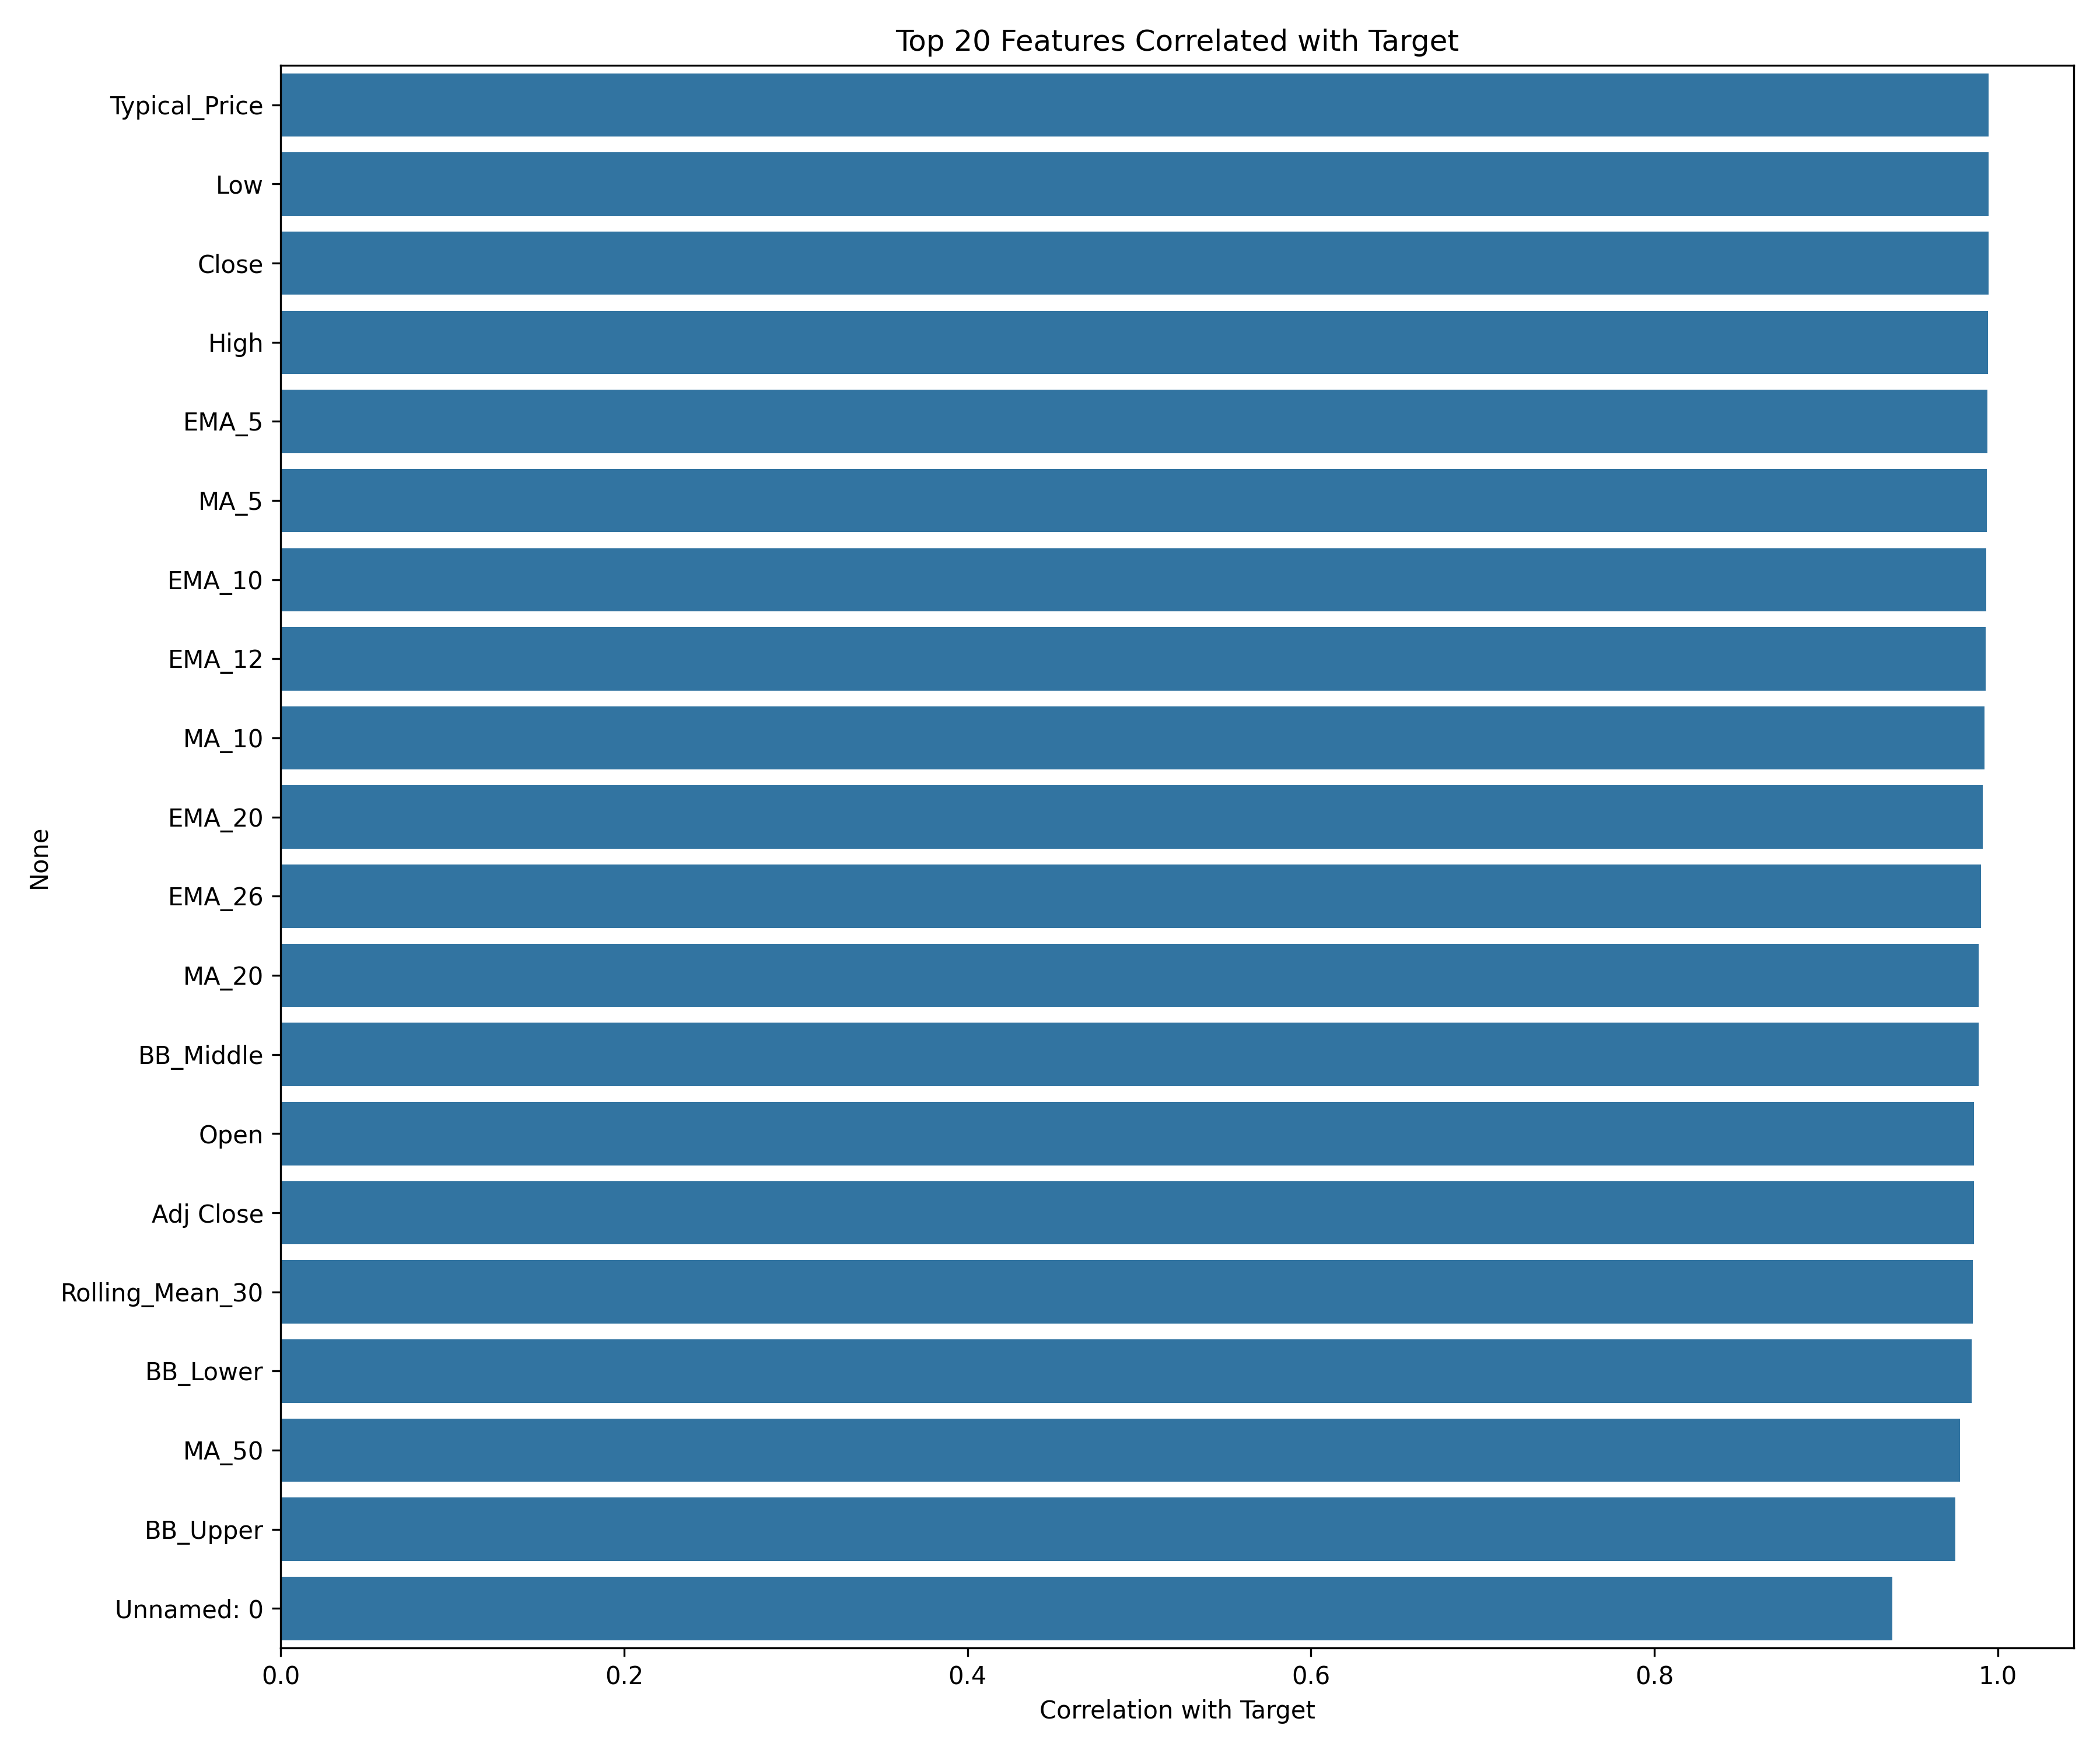 Top 20 Features Correlated with Target
Typical_Price
Low
Close
High
EMA_5
MA_5
EMA_10
EMA_12
MA_10
EMA_20
EMA_26
MA_20
BB_Middle
Open
Adj Close
Rolling_Mean_30
BB_Lower
MA_50
BB_Upper
Unnamed: 0
None
0.0 0.2 0.4 0.6 0.8 1.0
Correlation with Target